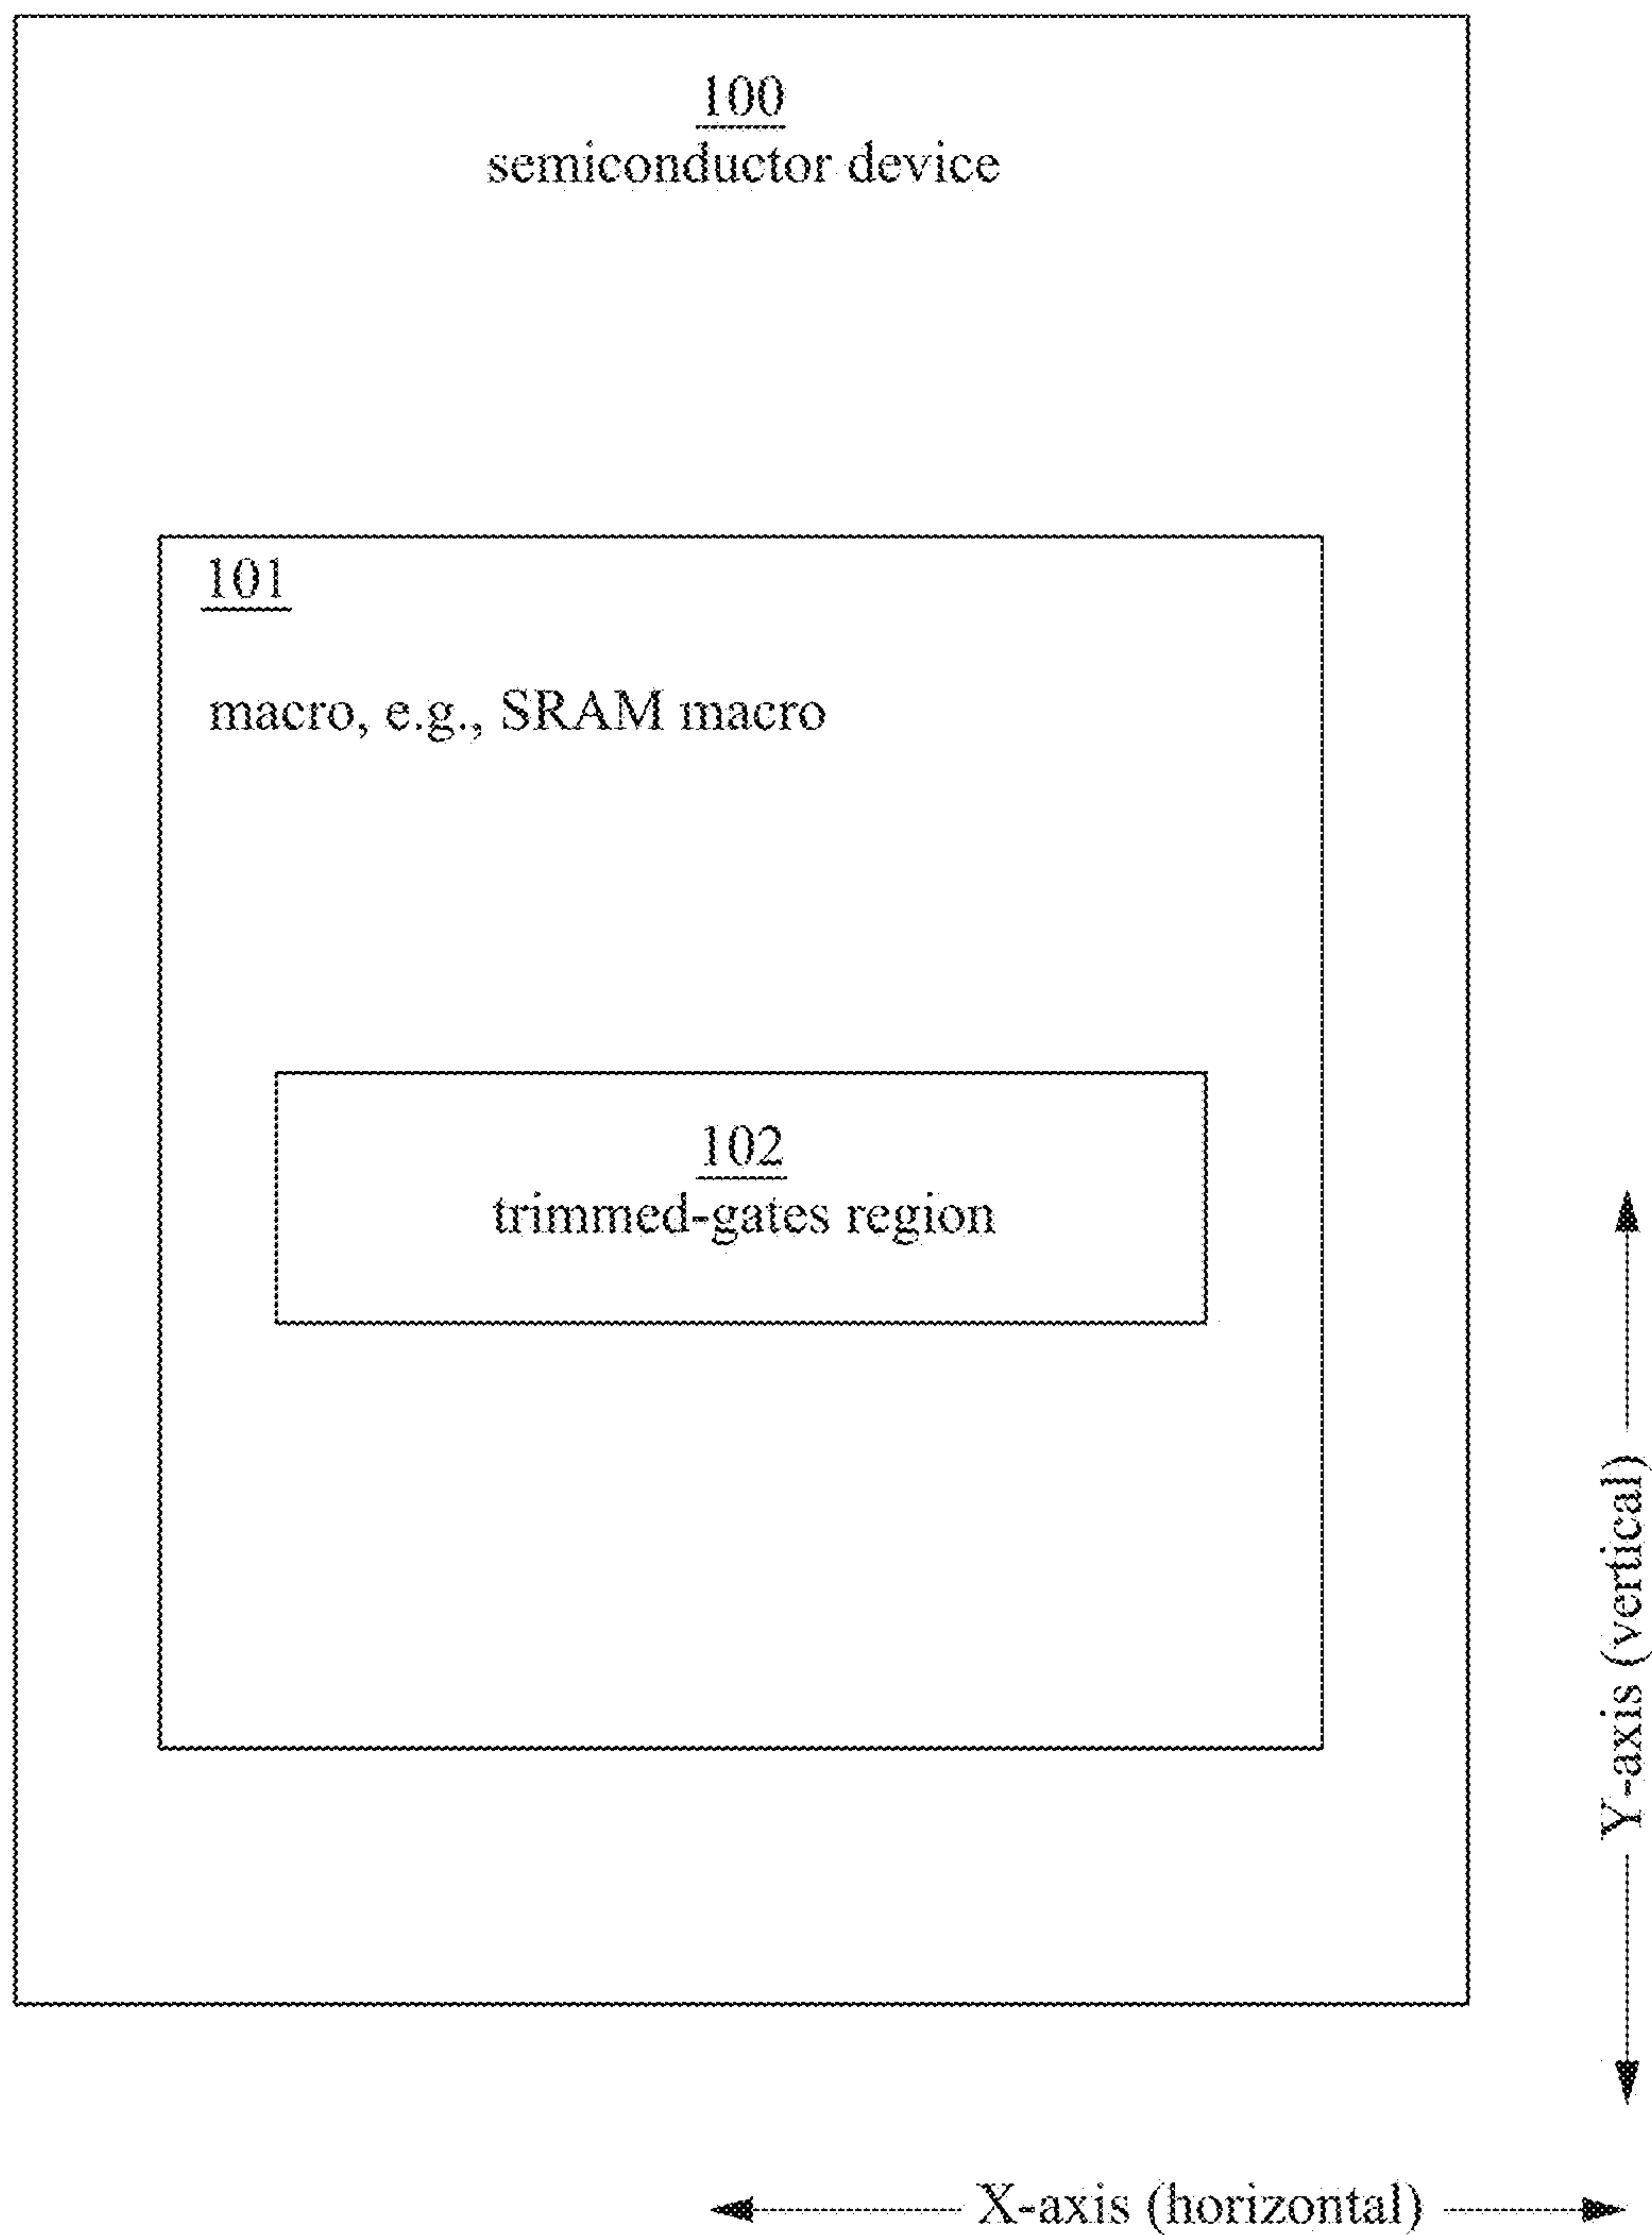 100
semiconductor device
101
macro, e.g., SRAM macro
102
trimmed-gates region
Y-axis (vertical)
X-axis (horizontal)